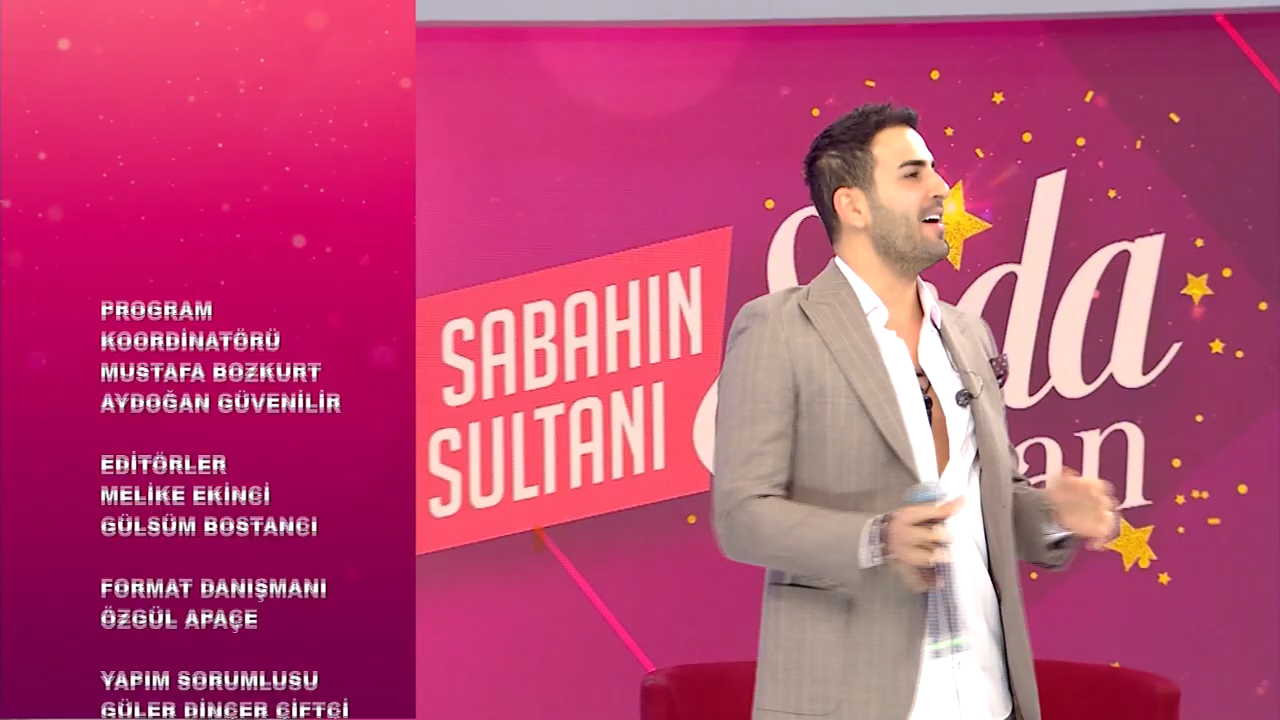 PROGRAM
KOORDİNATÖRÜ
MUSTAFA BOZKURT
AYDOĞAN GÜVENİLİR
EDİTÖRLER
MELİKE EKİNCİ
GÜLSÜM BOSTANCI
FORMAT DANIŞMANI
ÖZGÜL APAÇE
YAPIM SORUMLUSU
GÜLER DİNÇER ÇİFTÇİ
SABAHIN
SULTANI